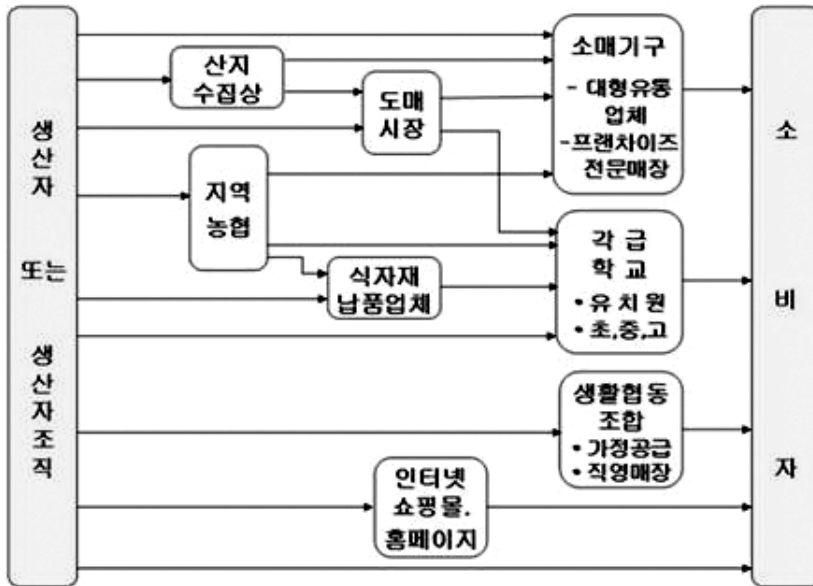 생산자
또는
생산자조직
산지
수집상
도매
시장
지역
농협
식자재
납품업체
소매기구
- 대형유통
업체
-프랜차이즈
전문매장
각 급
학 교
• 유 치 원
• 초,중,고
생활협동
조합
• 가정공급
• 직영매장
인터넷
쇼핑몰.
홈페이지
소비자